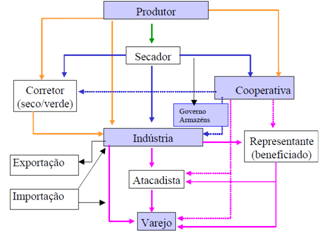 Produtor
Secador
Corretor
(seco/verde)
Cooperativa
Governo
Armazéns
Indústria
Representante
(beneficiado)
Exportação
Atacadista
Importação
Varejo